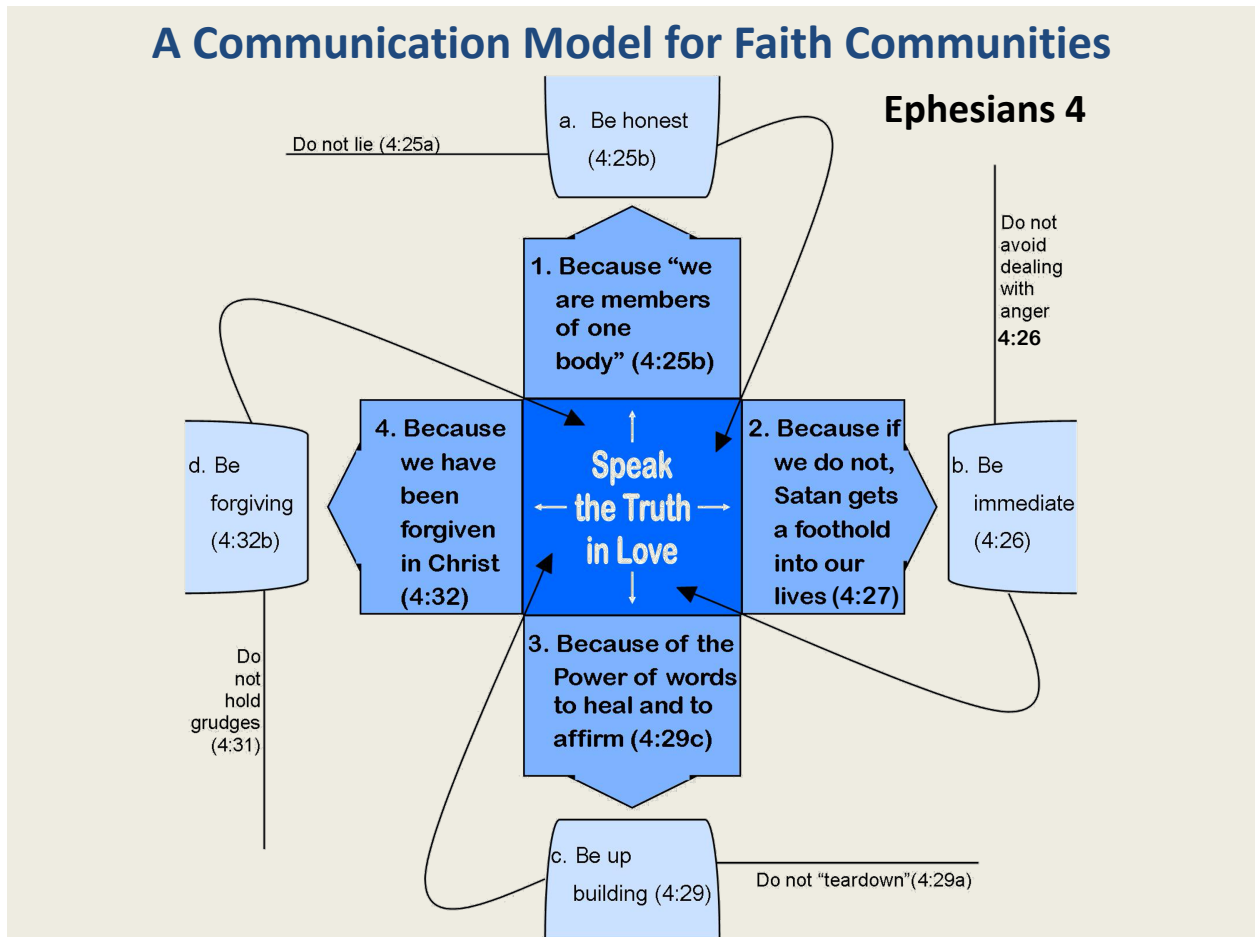 A Communication Model for Faith Communities
Ephesians 4
a. Be honest
(4:25b)
Do not lie (4:25a)
1. Because “we
are members
of one
body” (4:25b)
Do not
avoid
dealing
with
anger
4:26
4. Because
we have
been
forgiven
in Christ
(4:32)
Speak
the Truth
in Love
2. Because if
we do not,
Satan gets
a foothold
into our
lives (4:27)
d. Be
forgiving
(4:32b)
b. Be
immediate
(4:26)
Do
not
hold
grudges
(4:31)
3. Because of the
Power of words
to heal and to
affirm (4:29c)
c. Be up
building (4:29)
Do not “teardown”(4:29a)